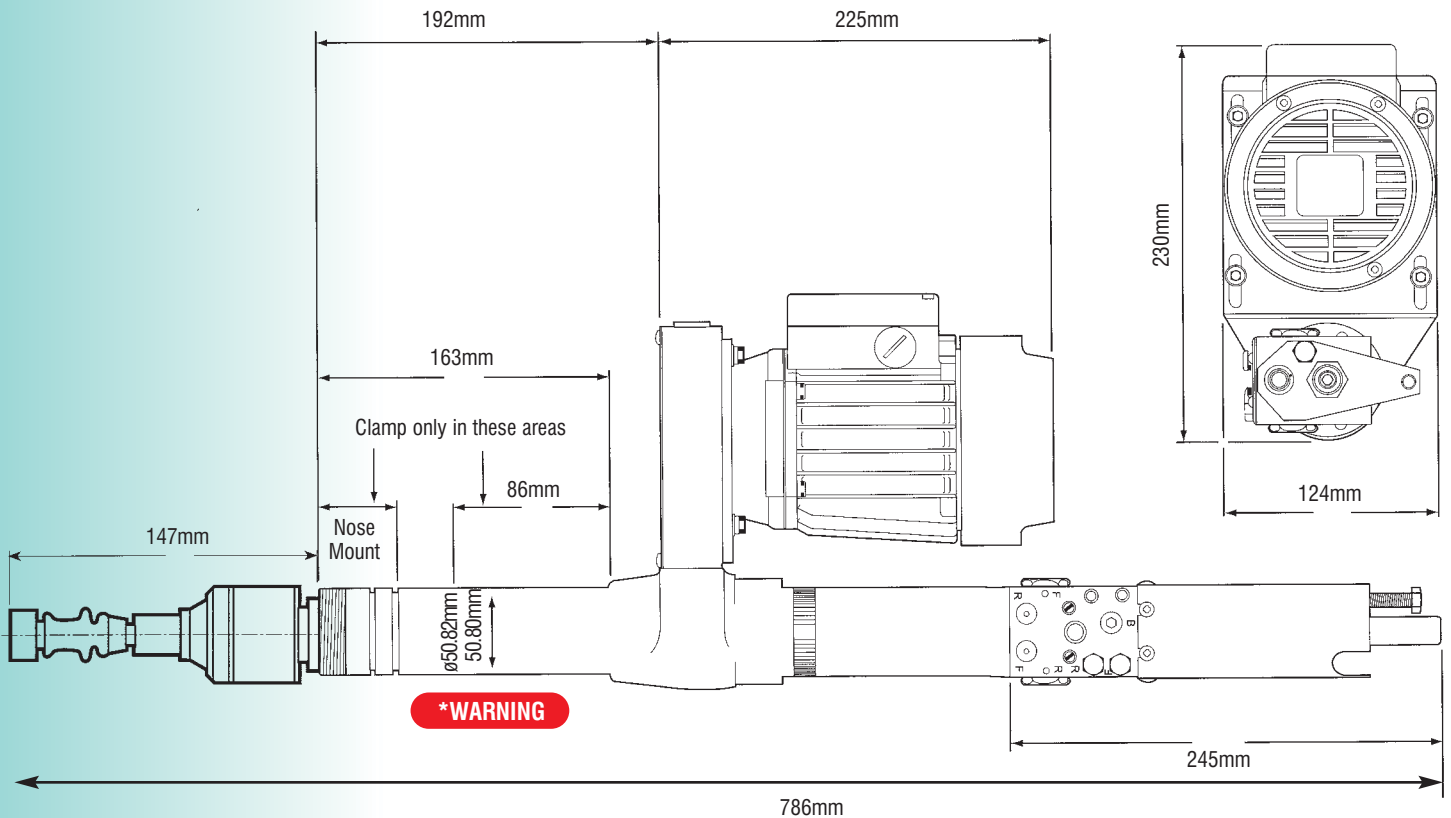 192mm
225mm
230mm
163mm
Clamp only in these areas
86mm
124mm
147mm
Nose
Mount
ø50.82mm
50.80mm
R
F
B
F
R
R
*WARNING
245mm
786mm